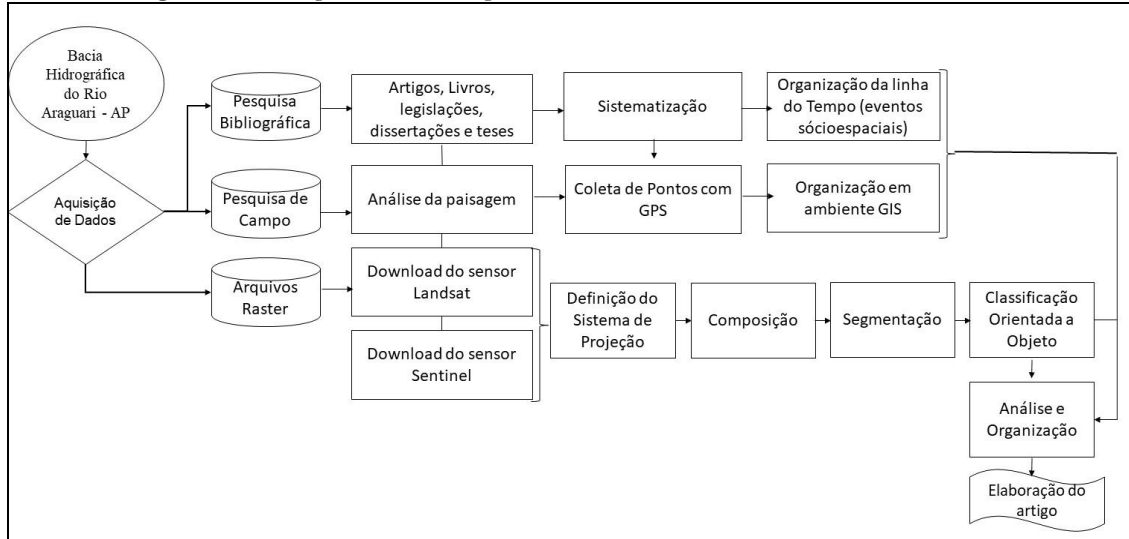 Bacia
Hidrográfica
do Rio
Araguari - AP
Aquisição
de Dados
Pesquisa
Bibliográfica
Artigos, Livros,
legislações,
dissertações e teses
Sistematização
Organização da linha
do Tempo (eventos
sócioespaciais)
Pesquisa de
Campo
Análise da paisagem
Coleta de Pontos com
GPS
Organização em
ambiente GIS
Arquivos
Raster
Download do sensor
Landsat
Download do sensor
Sentinel
Definição do
Sistema de
Projeção
Composição
Segmentação
Classificação
Orientada a
Objeto
Análise e
Organização
Elaboração do
artigo